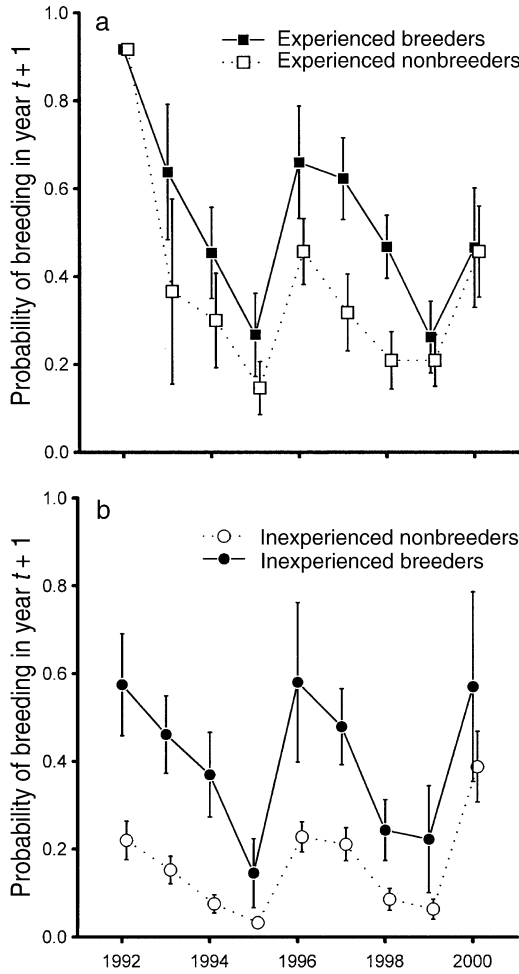 a
Experienced breeders
Experienced nonbreeders
Probability of breeding in year t + 1
1.0
0.8
0.6
0.4
0.2
0.0
b
Inexperienced nonbreeders
Inexperienced breeders
Probability of breeding in year t + 1
1.0
0.8
0.6
0.4
0.2
0.0
1992 1994 1996 1998 2000